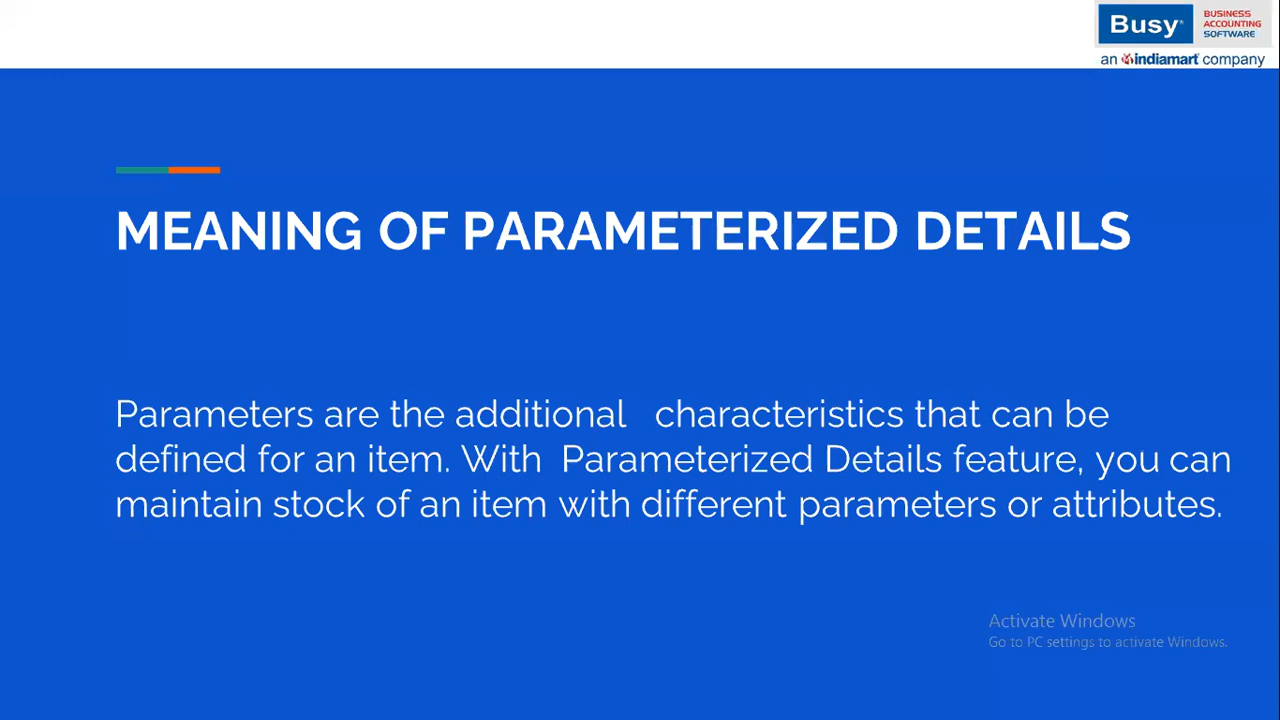 Busy®
BUSINESS
ACCOUNTING
SOFTWARE
an indiamart company
MEANING OF PARAMETERIZED DETAILS
Parameters are the additional characteristics that can be
defined for an item. With Parameterized Details feature, you can
maintain stock of an item with different parameters or attributes.
Activate Windows
Go to PC settings to activate Windows.